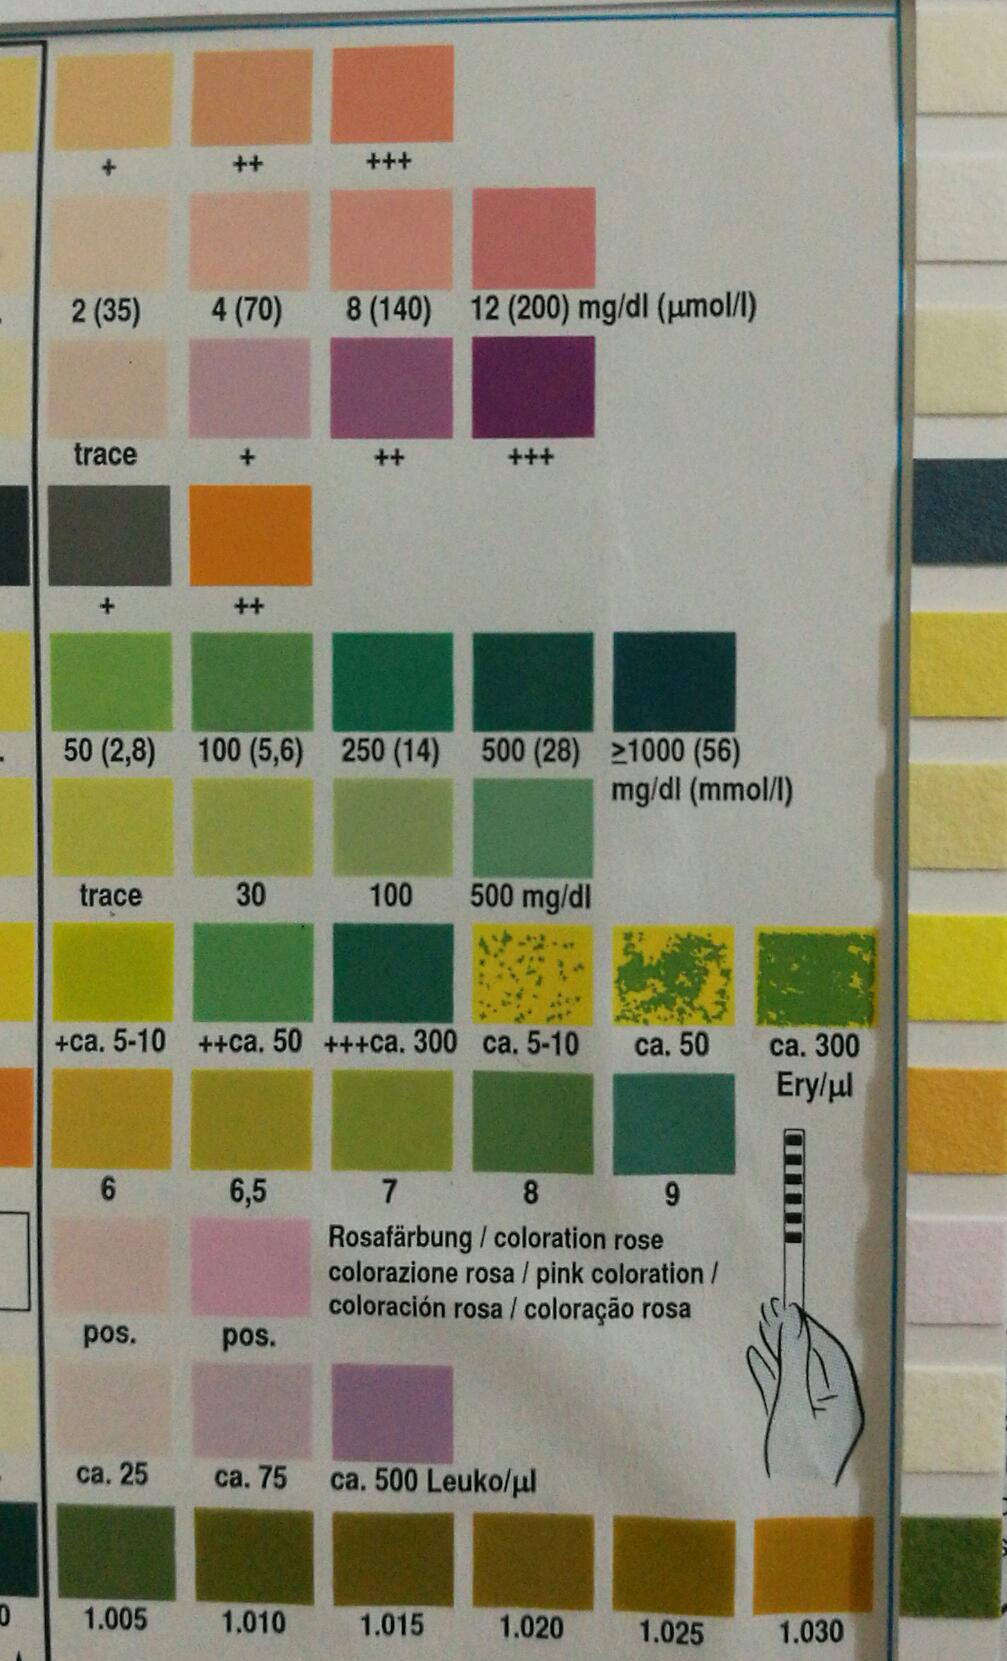 + ++ +++
2 (35) 4 (70) 8 (140) 12 (200) mg/dl (µmol/l)
trace + ++ +++
+ ++
50 (2,8) 100 (5,6) 250 (14) 500 (28) ≥1000 (56)
mg/dl (mmol/l)
trace 30 100 500 mg/dl
+ca. 5-10 ++ca. 50 +++ca. 300 ca. 5-10 ca. 50 ca. 300
Ery/µl
6 6,5 7 8 9
Rosafärbung / coloration rose
colorazione rosa / pink coloration /
coloración rosa / coloração rosa
pos. pos.
ca. 25 ca. 75 ca. 500 Leuko/µl
0 1.005 1.010 1.015 1.020 1.025 1.030